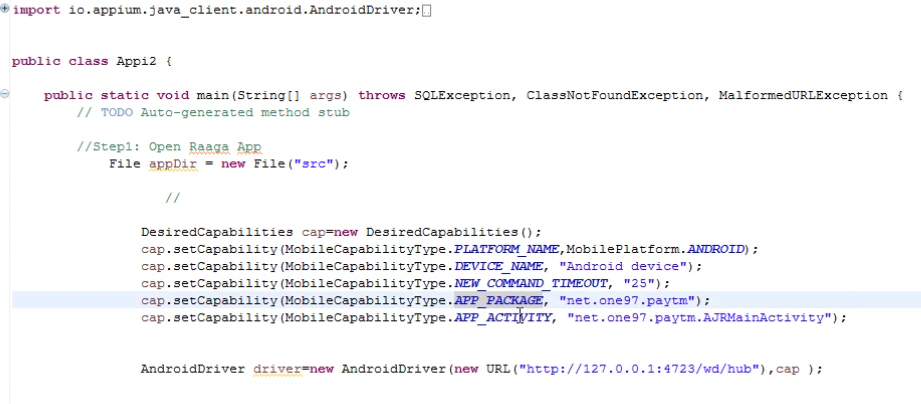 import io.appium.java_client.android.AndroidDriver;
public class Appi2 {
public static void main(String[] args) throws SQLException, ClassNotFoundException, MalformedURLException {
// TODO Auto-generated method stub
//Step1: Open Raaga App
File appDir = new File("src");
//
DesiredCapabilities cap=new DesiredCapabilities();
cap.setCapability(MobileCapabilityType.PLATFORM_NAME,MobilePlatform.ANDROID);
cap.setCapability(MobileCapabilityType.DEVICE_NAME, "Android device");
cap.setCapability(MobileCapabilityType.NEW_COMMAND_TIMEOUT, "25");
cap.setCapability(MobileCapabilityType.APP_PACKAGE, "net.one97.paytm");
cap.setCapability(MobileCapabilityType.APP_ACTIVITY, "net.one97.paytm.AJRMainActivity");
AndroidDriver driver=new AndroidDriver(new URL("http://127.0.0.1:4723/wd/hub"),cap );